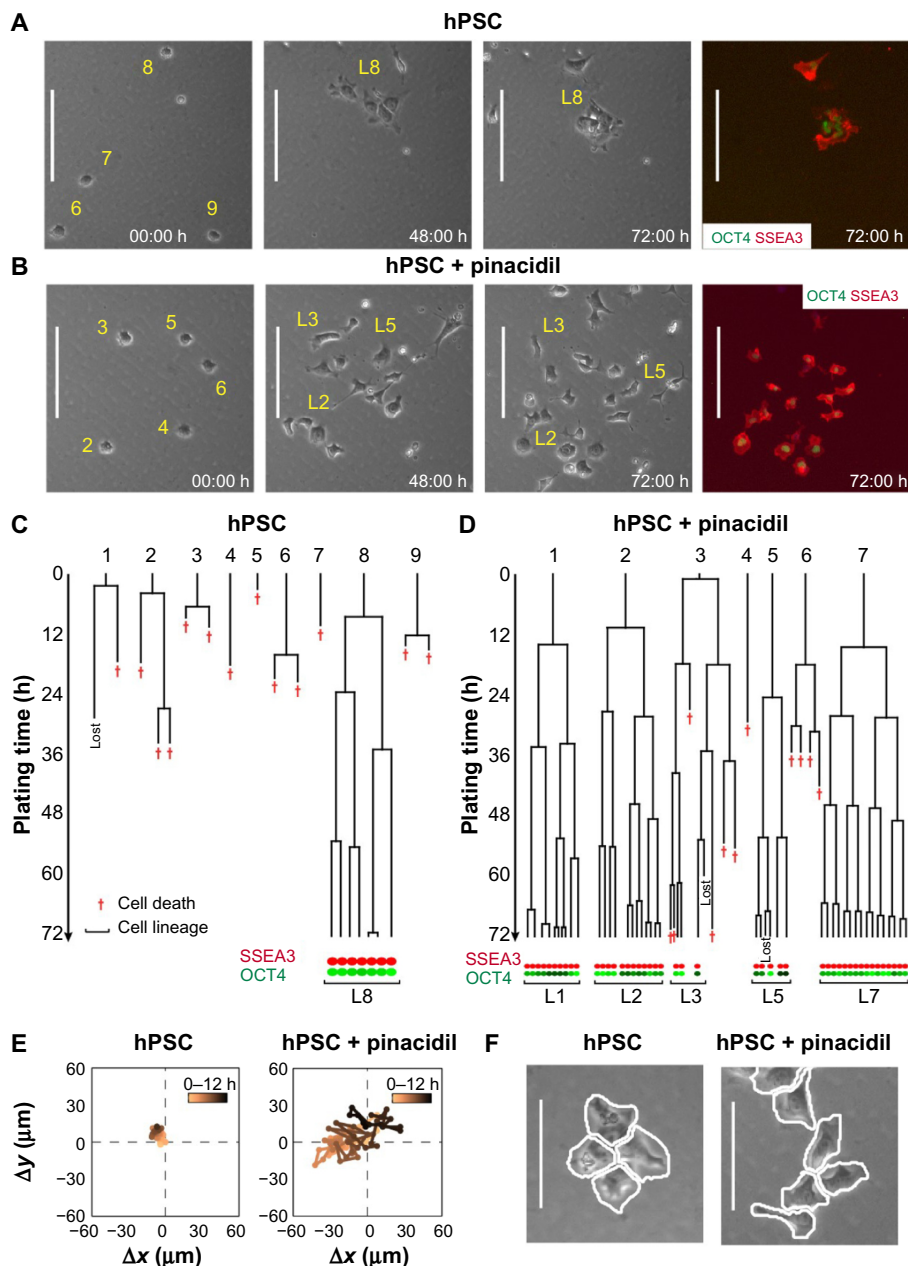 A
hPSC
8
7
6
9
00:00 h
L8
48:00 h
L8
72:00 h
OCT4 SSEA3
72:00 h
B
hPSC + pinacidil
3
5
6
4
2
00:00 h
L3
L5
L2
48:00 h
L3
L5
L2
72:00 h
OCT4 SSEA3
72:00 h
C
hPSC
1 2 3 4 5 6 7 8 9
Plating time (h)
0
12
24
36
48
60
72
Lost
† Cell death
Cell lineage
SSEA3
OCT4
L8
D
hPSC + pinacidil
1 2 3 4 5 6 7
Plating time (h)
0
12
24
36
48
60
72
Lost
Lost
SSEA3
OCT4
L1 L2 L3 L5 L7
E
hPSC
0–12 h
60
30
0
−30
−60
Δy (μm)
−60 −30 0 30 60
Δx (μm)
hPSC + pinacidil
0–12 h
60
30
0
−30
−60
−60 −30 0 30 60
Δx (μm)
F
hPSC
hPSC + pinacidil